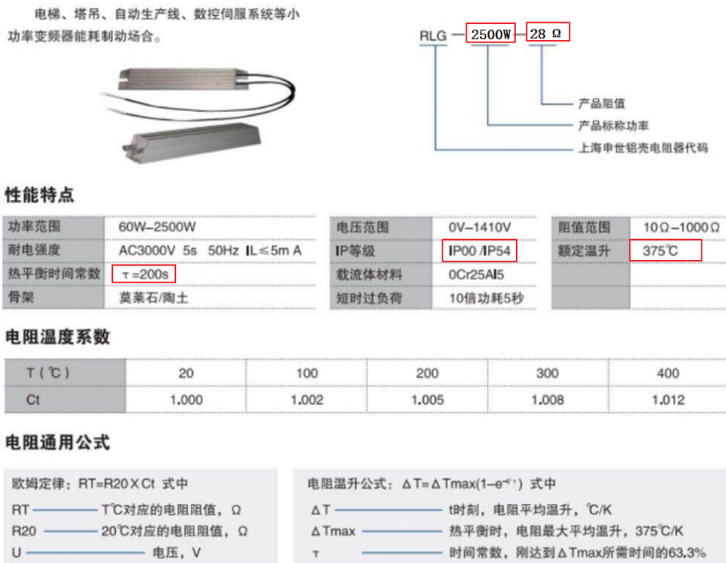 电梯、塔吊、自动生产线、数控伺服系统等小
功率变频器能耗制动场合。
RLG — 2500W — 28 Ω
产品阻值
产品标称功率
上海申世铝壳电阻器代码
性能特点
功率范围 60W–2500W 电压范围 0V–1410V 阻值范围 10Ω–1000Ω
耐电强度 AC3000V 5s 50Hz IL≤5m A IP等级 IP00 /IP54 额定温升 375℃
热平衡时间常数 τ=200s 载流体材料 0Cr25Al5
骨架 莫莱石/陶土 短时过负荷 10倍功耗5秒
电阻温度系数
T (℃) 20 100 200 300 400
Ct 1.000 1.002 1.005 1.008 1.012
电阻通用公式
欧姆定律：RT=R20×Ct 式中
RT —— T℃对应的电阻阻值，Ω
R20 —— 20℃对应的电阻阻值，Ω
U —— 电压，V
电阻温升公式：△T=△Tmax(1–e⁻ᵗ/τ) 式中
△T —— t时刻，电阻平均温升，℃/K
△Tmax —— 热平衡时，电阻最大平均温升，375℃/K
τ —— 时间常数，刚达到△Tmax所需时间的63.3%